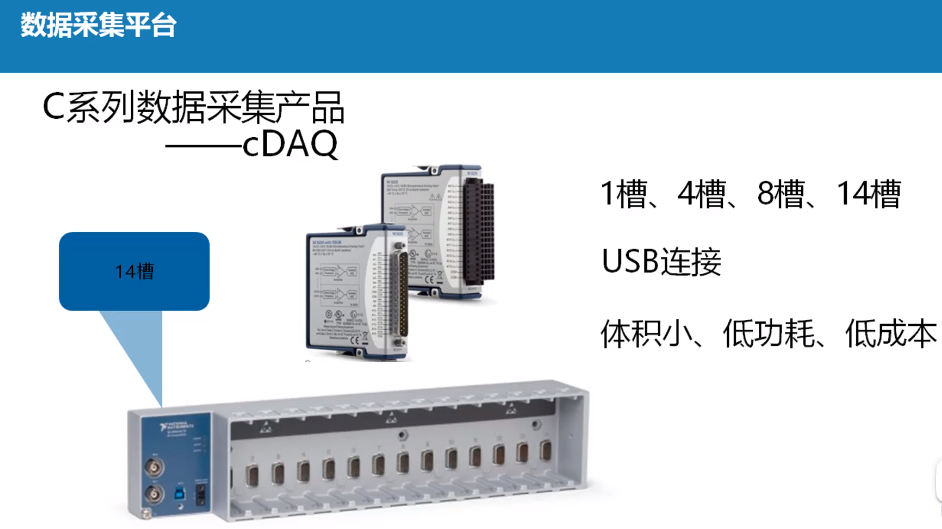 数据采集平台
C系列数据采集产品
——cDAQ
1槽、4槽、8槽、14槽
USB连接
体积小、低功耗、低成本
14槽
NATIONAL
INSTRUMENTS